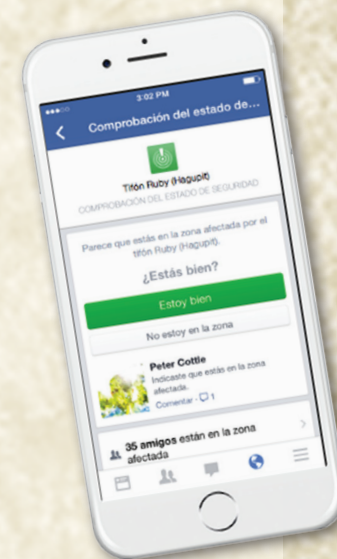 3:02 PM
Comprobación del estado de...
Tifón Ruby (Hagupit)
COMPROBACIÓN DEL ESTADO DE SEGURIDAD
Parece que estás en la zona afectada por el
tifón Ruby (Hagupit).
¿Estás bien?
Estoy bien
No estoy en la zona
Peter Cottle
Indicaste que estás en la zona
afectada.
Comentar · 1
35 amigos están en la zona
afectada